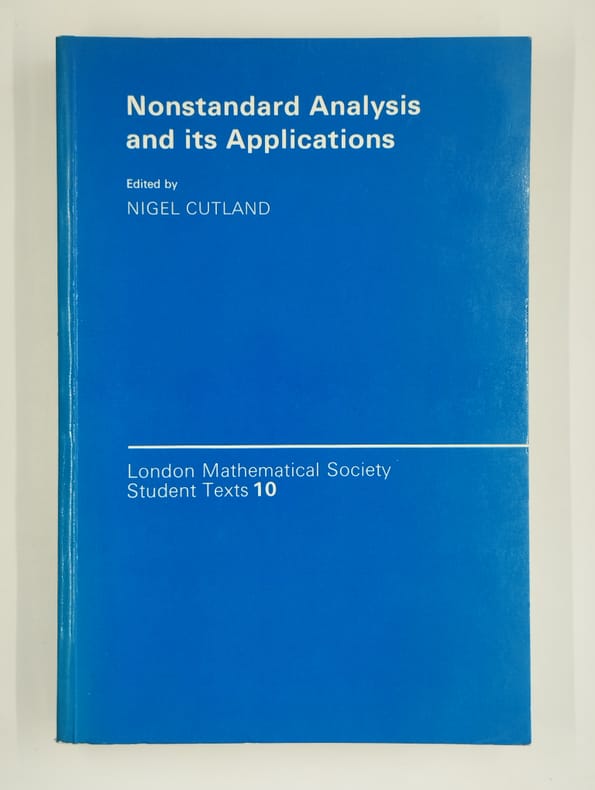 Nonstandard Analysis
and its Applications
Edited by
NIGEL CUTLAND
London Mathematical Society
Student Texts 10